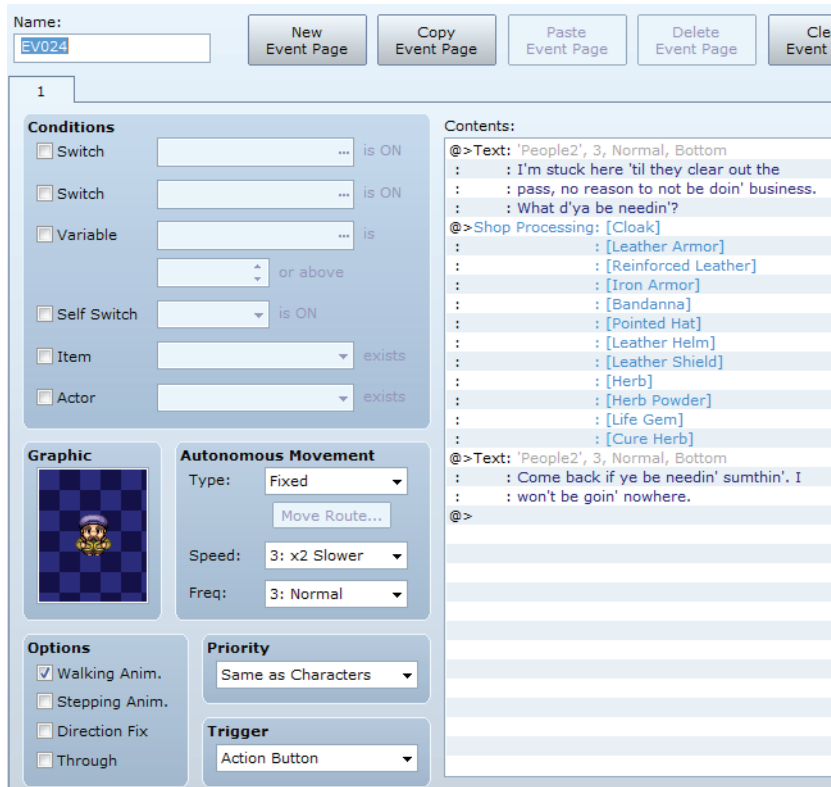 Name:
EV024
New
Event Page
Copy
Event Page
Paste
Event Page
Delete
Event Page
Cle
Event
1
Conditions
Switch ... is ON
Switch ... is ON
Variable ... is
or above
Self Switch is ON
Item exists
Actor exists
Graphic
Autonomous Movement
Type: Fixed
Move Route...
Speed: 3: x2 Slower
Freq: 3: Normal
Options
Walking Anim.
Stepping Anim.
Direction Fix
Through
Priority
Same as Characters
Trigger
Action Button
Contents:
@>Text: 'People2', 3, Normal, Bottom
: : I'm stuck here 'til they clear out the
: : pass, no reason to not be doin' business.
: : What d'ya be needin'?
@>Shop Processing: [Cloak]
: : [Leather Armor]
: : [Reinforced Leather]
: : [Iron Armor]
: : [Bandanna]
: : [Pointed Hat]
: : [Leather Helm]
: : [Leather Shield]
: : [Herb]
: : [Herb Powder]
: : [Life Gem]
: : [Cure Herb]
@>Text: 'People2', 3, Normal, Bottom
: : Come back if ye be needin' sumthin'. I
: : won't be goin' nowhere.
@>